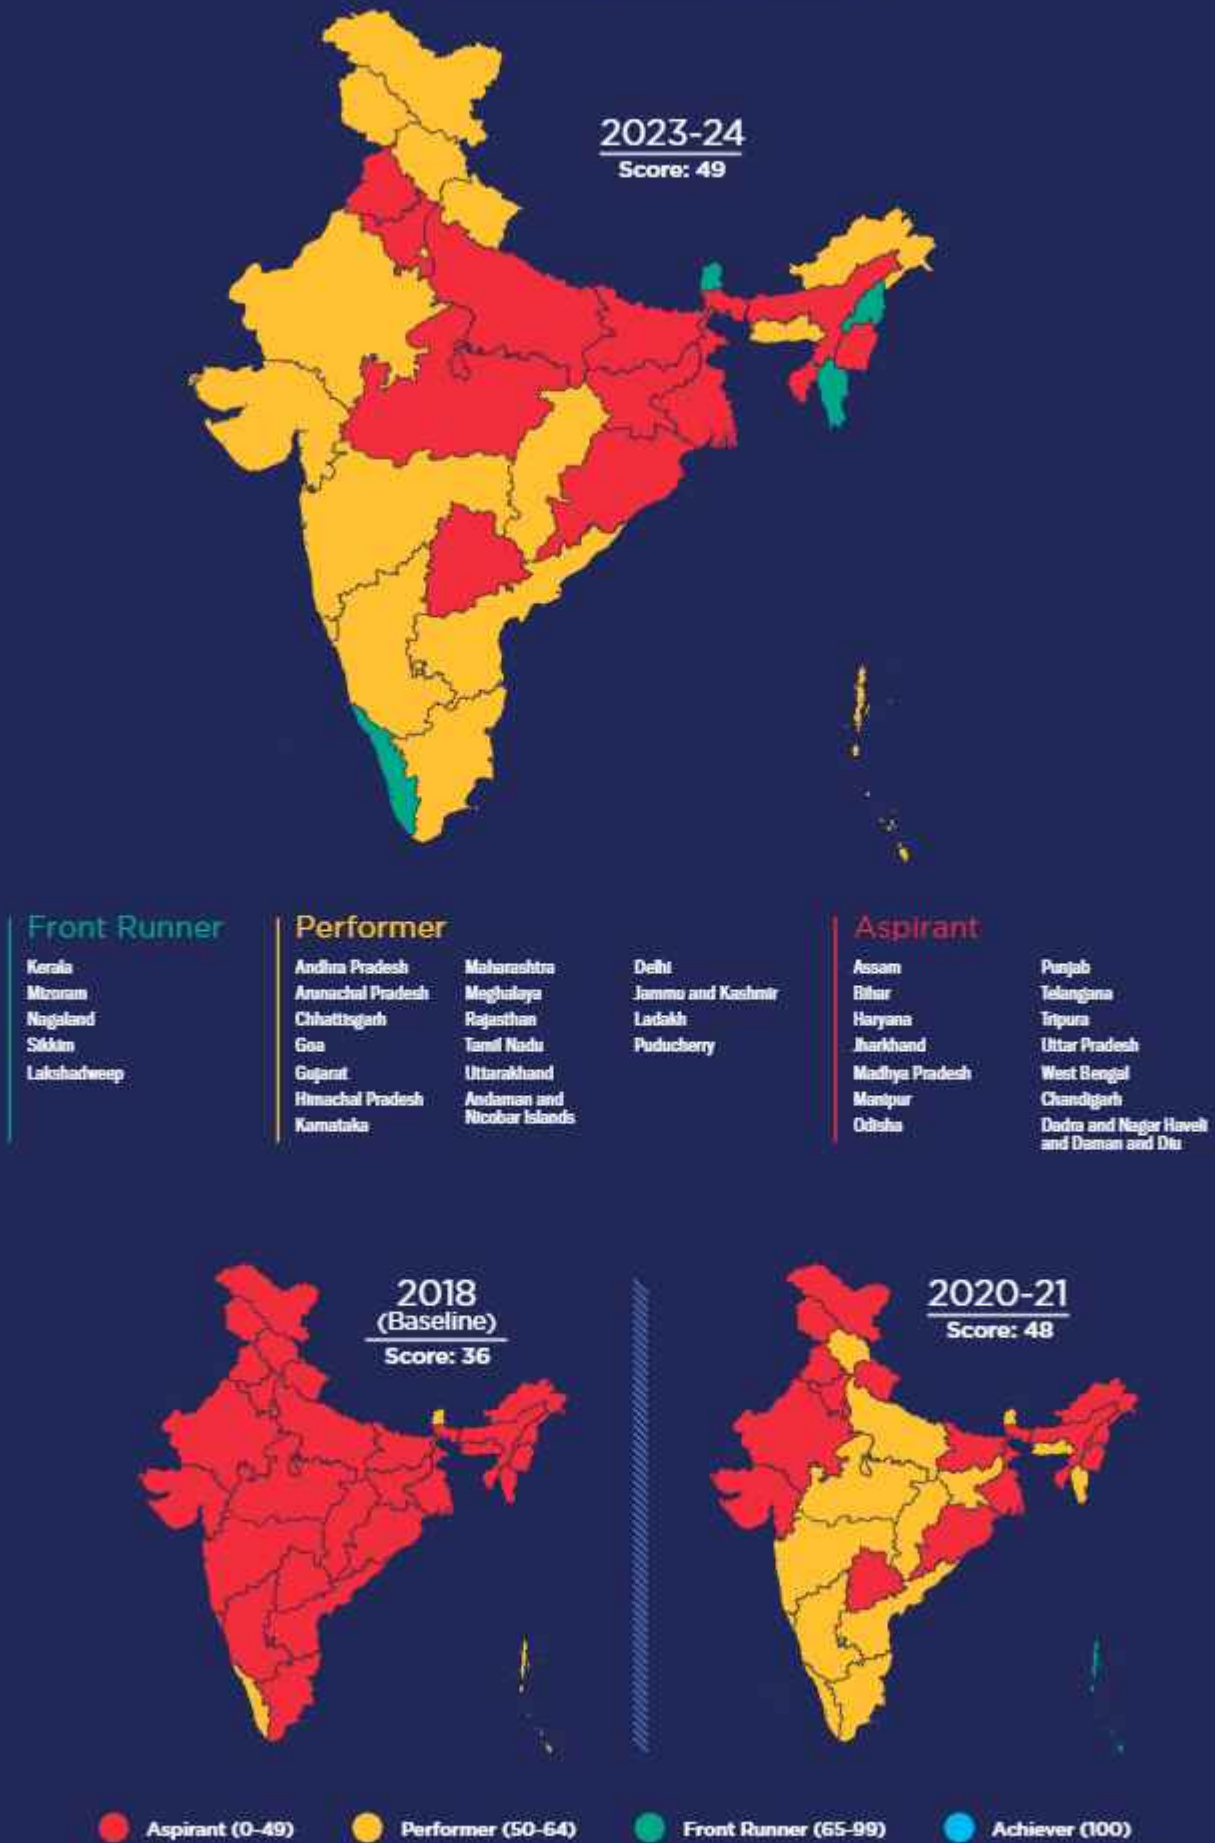 2023-24
Score: 49
Front Runner
Kerala
Mizoram
Nagaland
Sikkim
Lakshadweep
Performer
Andhra Pradesh
Arunachal Pradesh
Chhattisgarh
Goa
Gujarat
Himachal Pradesh
Karnataka
Maharashtra
Meghalaya
Rajasthan
Tamil Nadu
Uttarakhand
Andaman and
Nicobar Islands
Delhi
Jammu and Kashmir
Ladakh
Puducherry
Aspirant
Assam
Bihar
Haryana
Jharkhand
Madhya Pradesh
Manipur
Odisha
Punjab
Telangana
Tripura
Uttar Pradesh
West Bengal
Chandigarh
Dadra and Nagar Haveli
and Daman and Diu
2018
(Baseline)
Score: 36
2020-21
Score: 48
Aspirant (0-49)
Performer (50-64)
Front Runner (65-99)
Achiever (100)